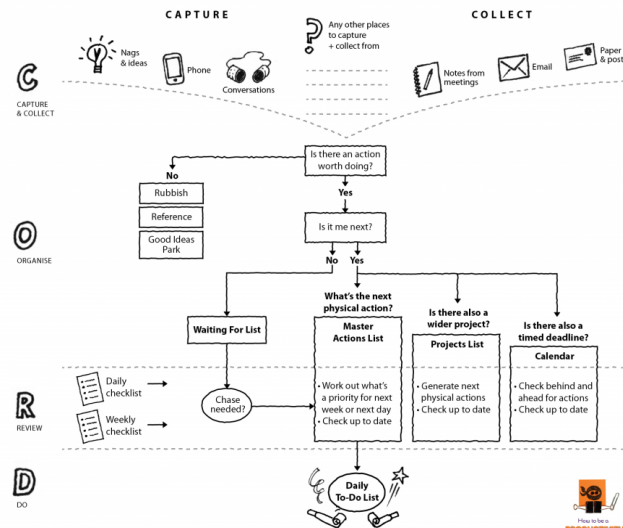 CAPTURE
COLLECT
Nags
& ideas
Phone
Conversations
Any other places
to capture
+ collect from
Notes from
meetings
Email
Paper
& post
C
CAPTURE
& COLLECT
Is there an action
worth doing?
No
Rubbish
Reference
Good Ideas
Park
Yes
Is it me next?
O
ORGANISE
No
Yes
Waiting For List
What's the next
physical action?
Master
Actions List
Is there also a
wider project?
Projects List
Is there also a
timed deadline?
Calendar
R
REVIEW
Daily
checklist
Weekly
checklist
Chase
needed?
• Work out what's
a priority for next
week or next day
• Check up to date
• Generate next
physical actions
• Check up to date
• Check behind and
ahead for actions
• Check up to date
D
DO
Daily
To-Do List
How to be a